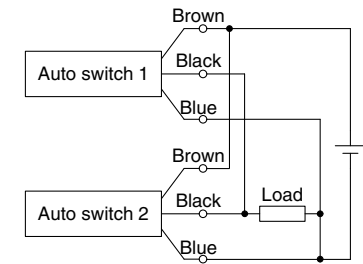 Brown
Auto switch 1
Black
Blue
Brown
Auto switch 2
Black
Load
Blue